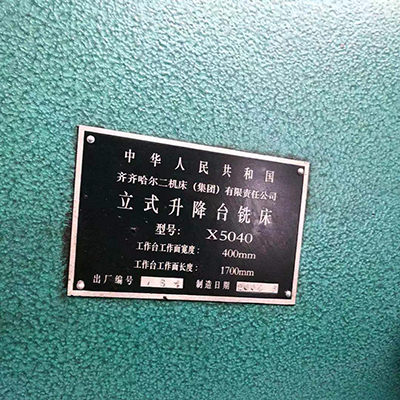 中华人民共和国
齐齐哈尔二机床（集团）有限责任公司
立式升降台铣床
型号： X5040
工作台工作面宽度： 400mm
工作台工作面长度： 1700mm
出厂编号 制造日期